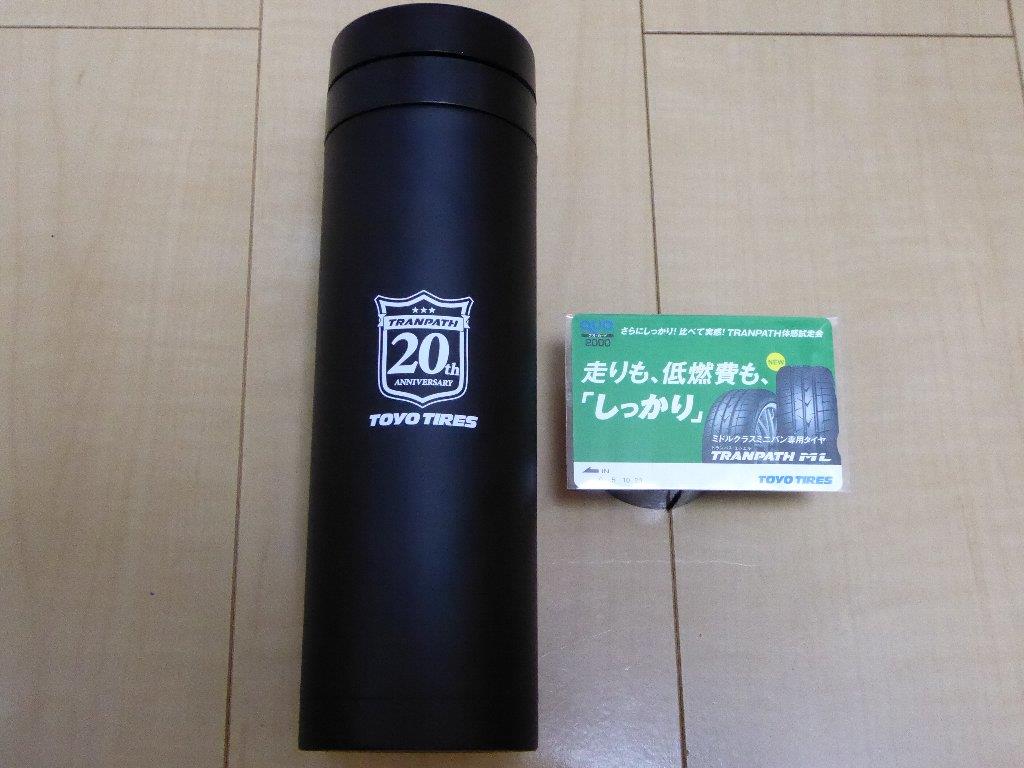 TRANPATH
20th
ANNIVERSARY
TOYO TIRES
QUO
2000
さらにしっかり!比べて実感!TRANPATH体感試走会
走りも、低燃費も、
NEW
「しっかり」
ミドルクラスミニバン専用タイヤ
TRANPATH ML
IN
TOYO TIRES